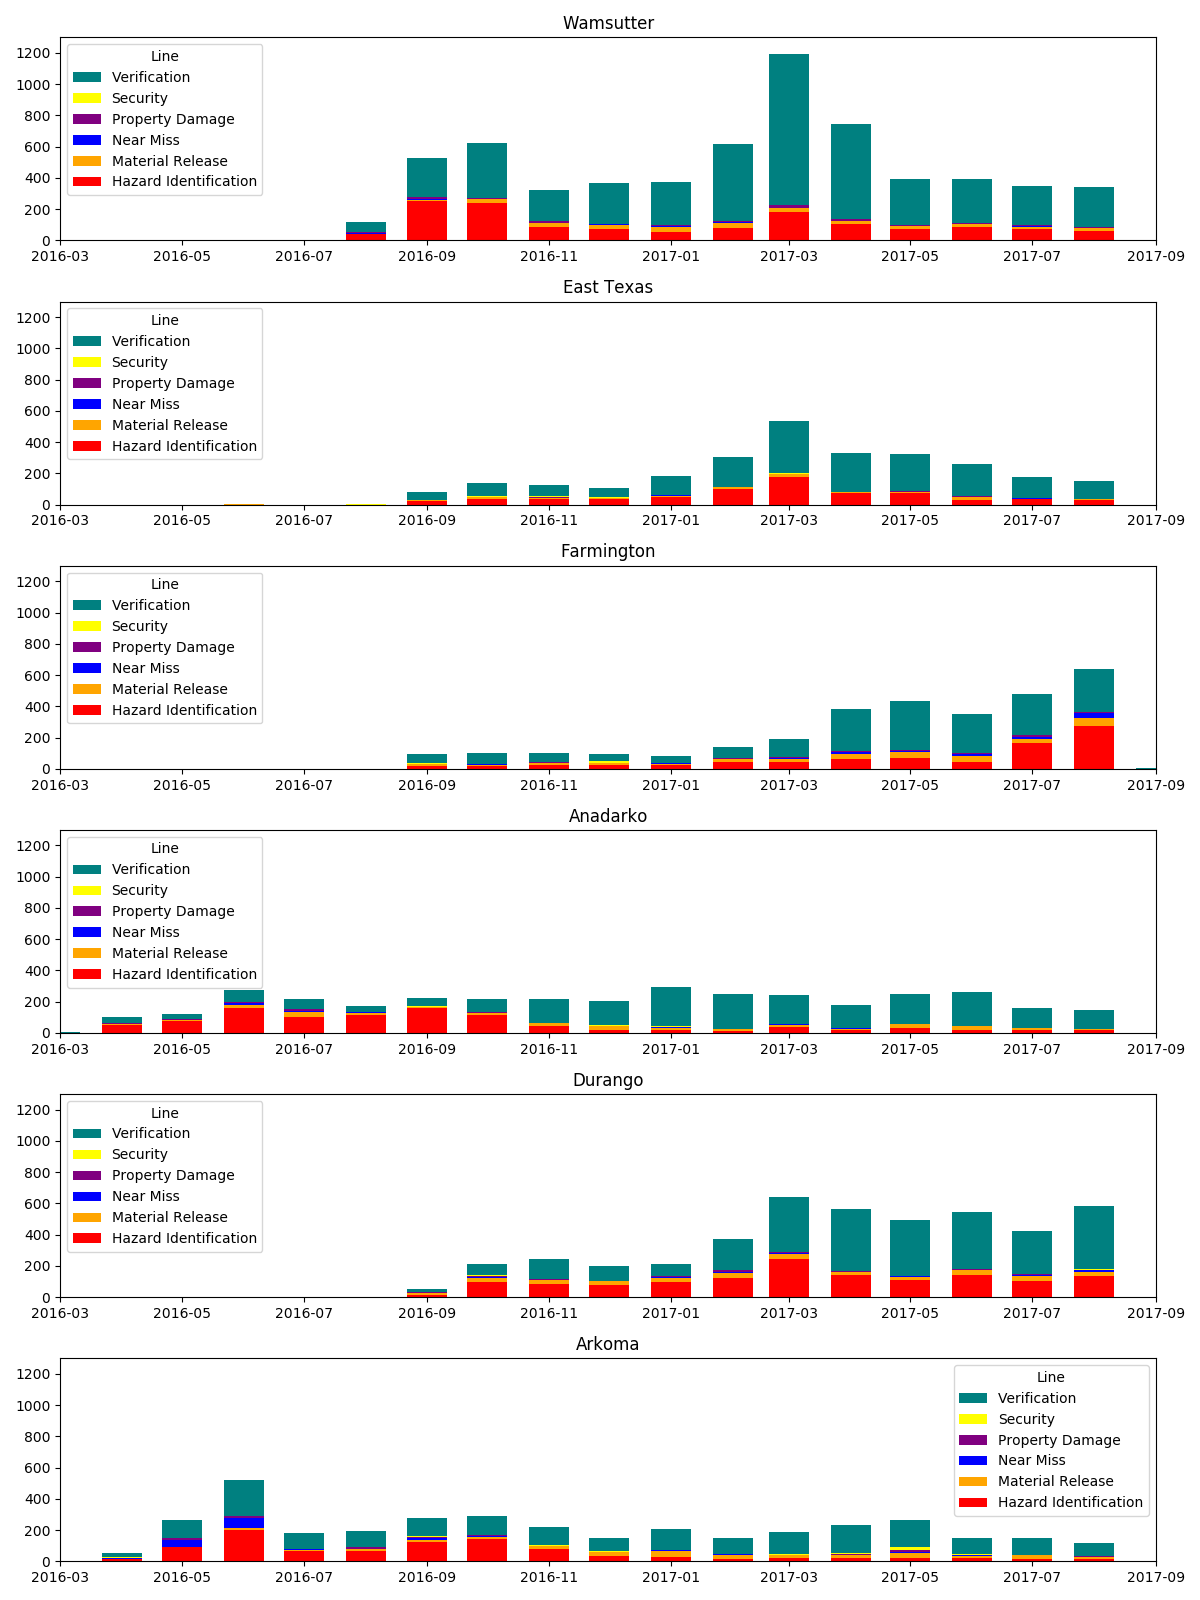 Wamsutter
Line
Verification
Security
Property Damage
Near Miss
Material Release
Hazard Identification
1200
1000
800
600
400
200
0
2016-03 2016-05 2016-07 2016-09 2016-11 2017-01 2017-03 2017-05 2017-07 2017-09
East Texas
Line
Verification
Security
Property Damage
Near Miss
Material Release
Hazard Identification
1200
1000
800
600
400
200
0
2016-03 2016-05 2016-07 2016-09 2016-11 2017-01 2017-03 2017-05 2017-07 2017-09
Farmington
Line
Verification
Security
Property Damage
Near Miss
Material Release
Hazard Identification
1200
1000
800
600
400
200
0
2016-03 2016-05 2016-07 2016-09 2016-11 2017-01 2017-03 2017-05 2017-07 2017-09
Anadarko
Line
Verification
Security
Property Damage
Near Miss
Material Release
Hazard Identification
1200
1000
800
600
400
200
0
2016-03 2016-05 2016-07 2016-09 2016-11 2017-01 2017-03 2017-05 2017-07 2017-09
Durango
Line
Verification
Security
Property Damage
Near Miss
Material Release
Hazard Identification
1200
1000
800
600
400
200
0
2016-03 2016-05 2016-07 2016-09 2016-11 2017-01 2017-03 2017-05 2017-07 2017-09
Arkoma
Line
Verification
Security
Property Damage
Near Miss
Material Release
Hazard Identification
1200
1000
800
600
400
200
0
2016-03 2016-05 2016-07 2016-09 2016-11 2017-01 2017-03 2017-05 2017-07 2017-09